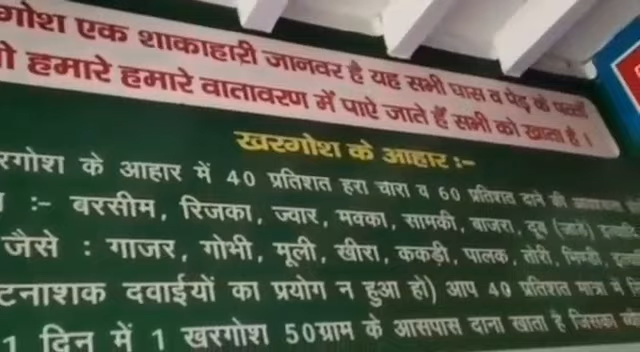 गोश एक शाकाहारी जानवर है यह सभी घास व पेड़ के पत्तों
हमारे हमारे वातावरण में पाऐ जाते हैं सभी को खाता है।
खरगोश के आहार :-
रगोश के आहार में 40 प्रतिशत हरा चारा व 60 प्रतिशत दाने की
:- बरसीम, रिजका, ज्वार, मक्का, सामकी, बाजरा, दूब (जाडे)
जैसे : गाजर, गोभी, मूली, खीरा, ककड़ी, पालक, तोरी, भिण्डी,
टनाशक दवाईयों का प्रयोग न हुआ हो) आप 40 प्रतिशत मात्रा में
1 दिन में 1 खरगोश 50ग्राम के आसपास दाना खाता है जिसका